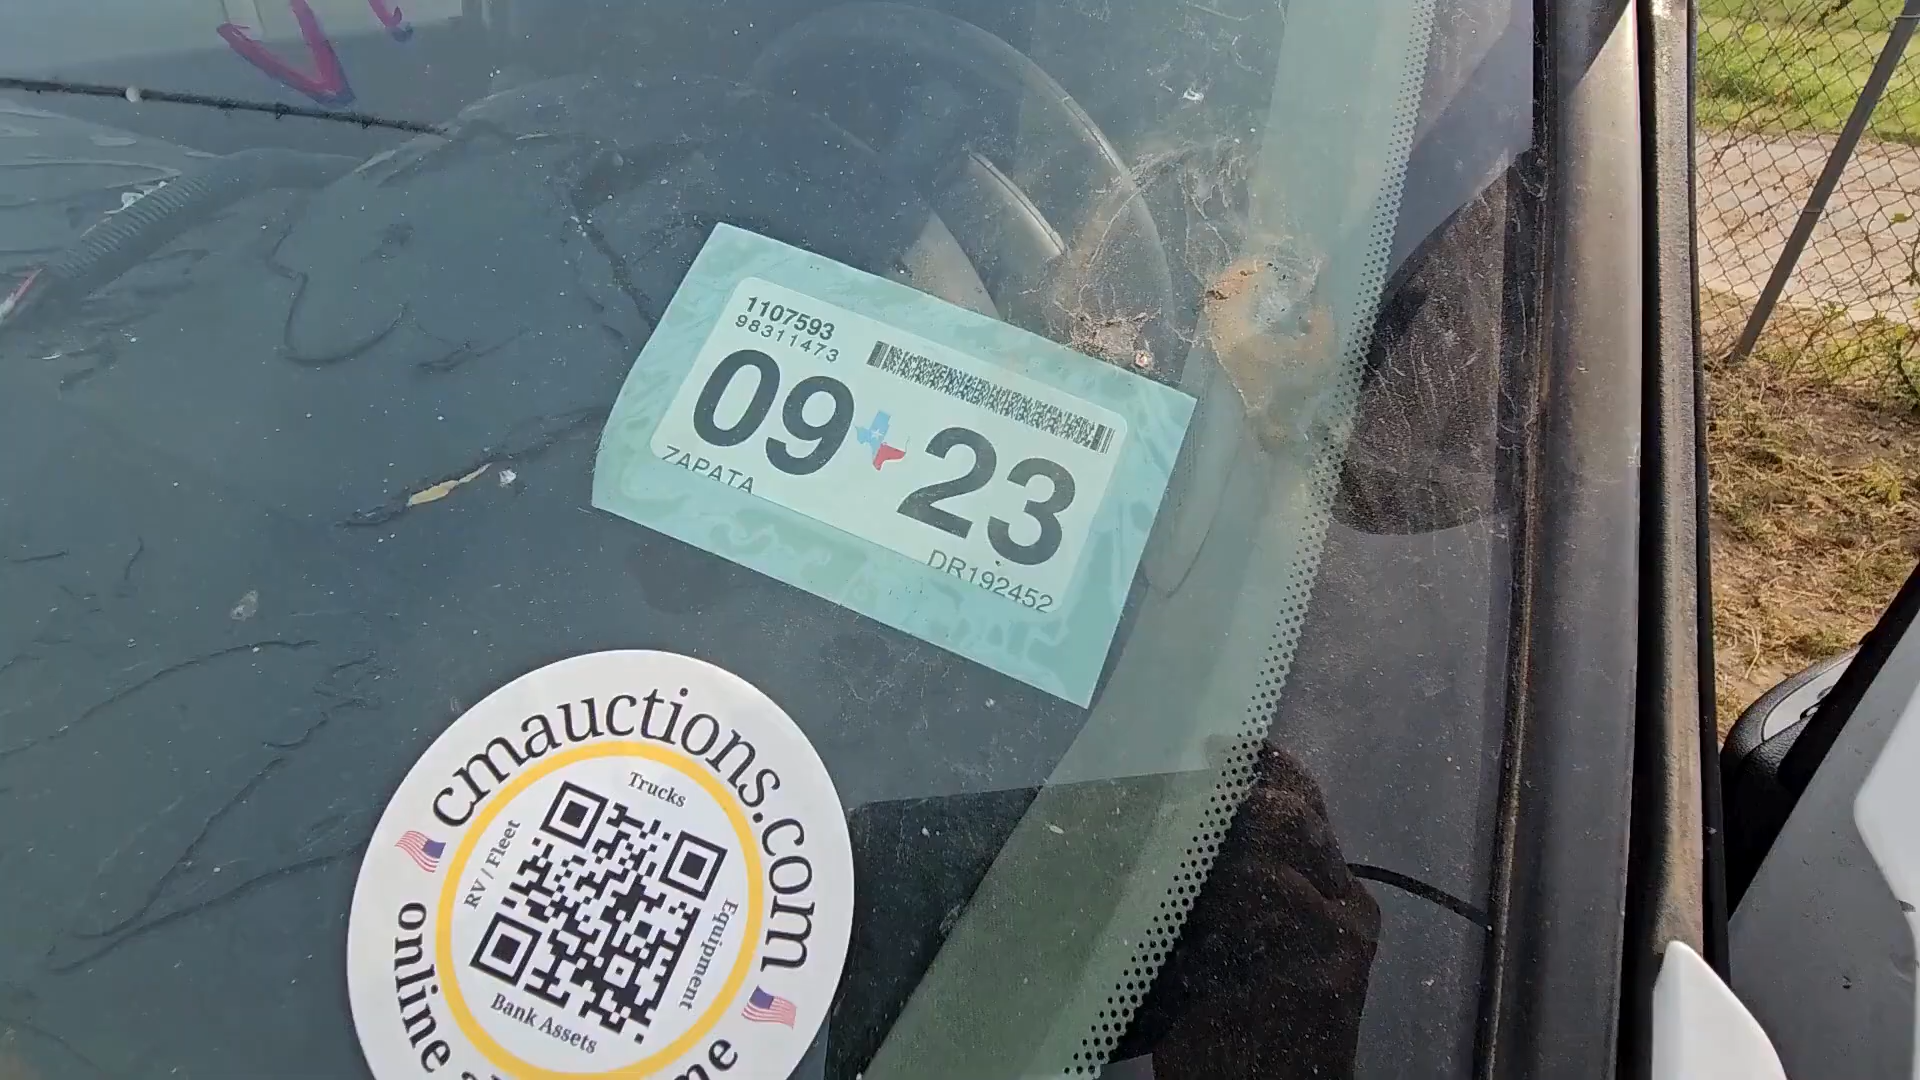 1107593
98311473
09 23
ZAPATA
DR192452
cmauctions.com
Trucks
RV / Fleet
Equipment
Bank Assets
online